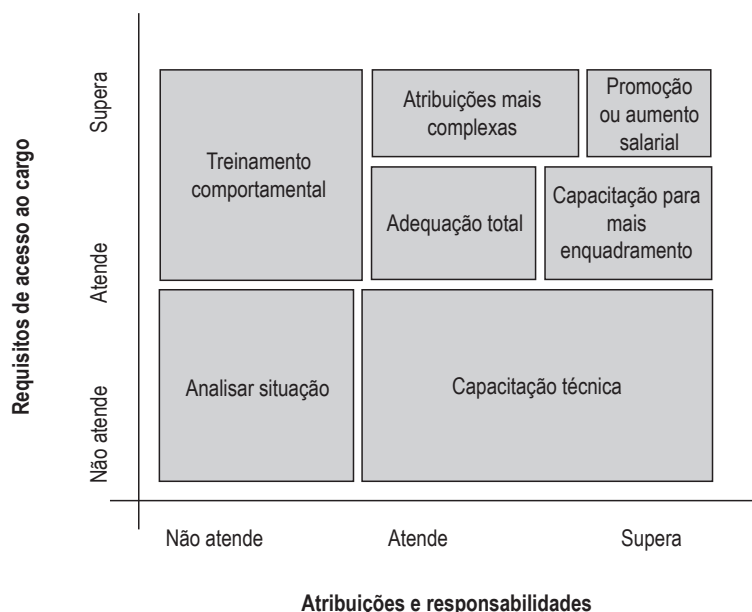 Requisitos de acesso ao cargo
Supera
Atende
Não atende
Treinamento
comportamental
Atribuições mais
complexas
Promoção
ou aumento
salarial
Adequação total
Capacitação para
mais
enquadramento
Analisar situação
Capacitação técnica
Não atende
Atende
Supera
Atribuições e responsabilidades